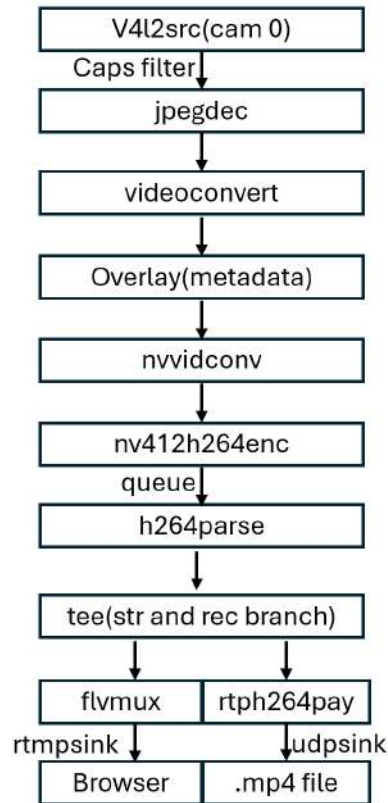 V4l2src(cam 0)
Caps filter
jpegdec
videoconvert
Overlay(metadata)
nvvidconv
nv412h264enc
queue
h264parse
tee(str and rec branch)
flvmux rtph264pay
rtmpsink udpsink
Browser .mp4 file